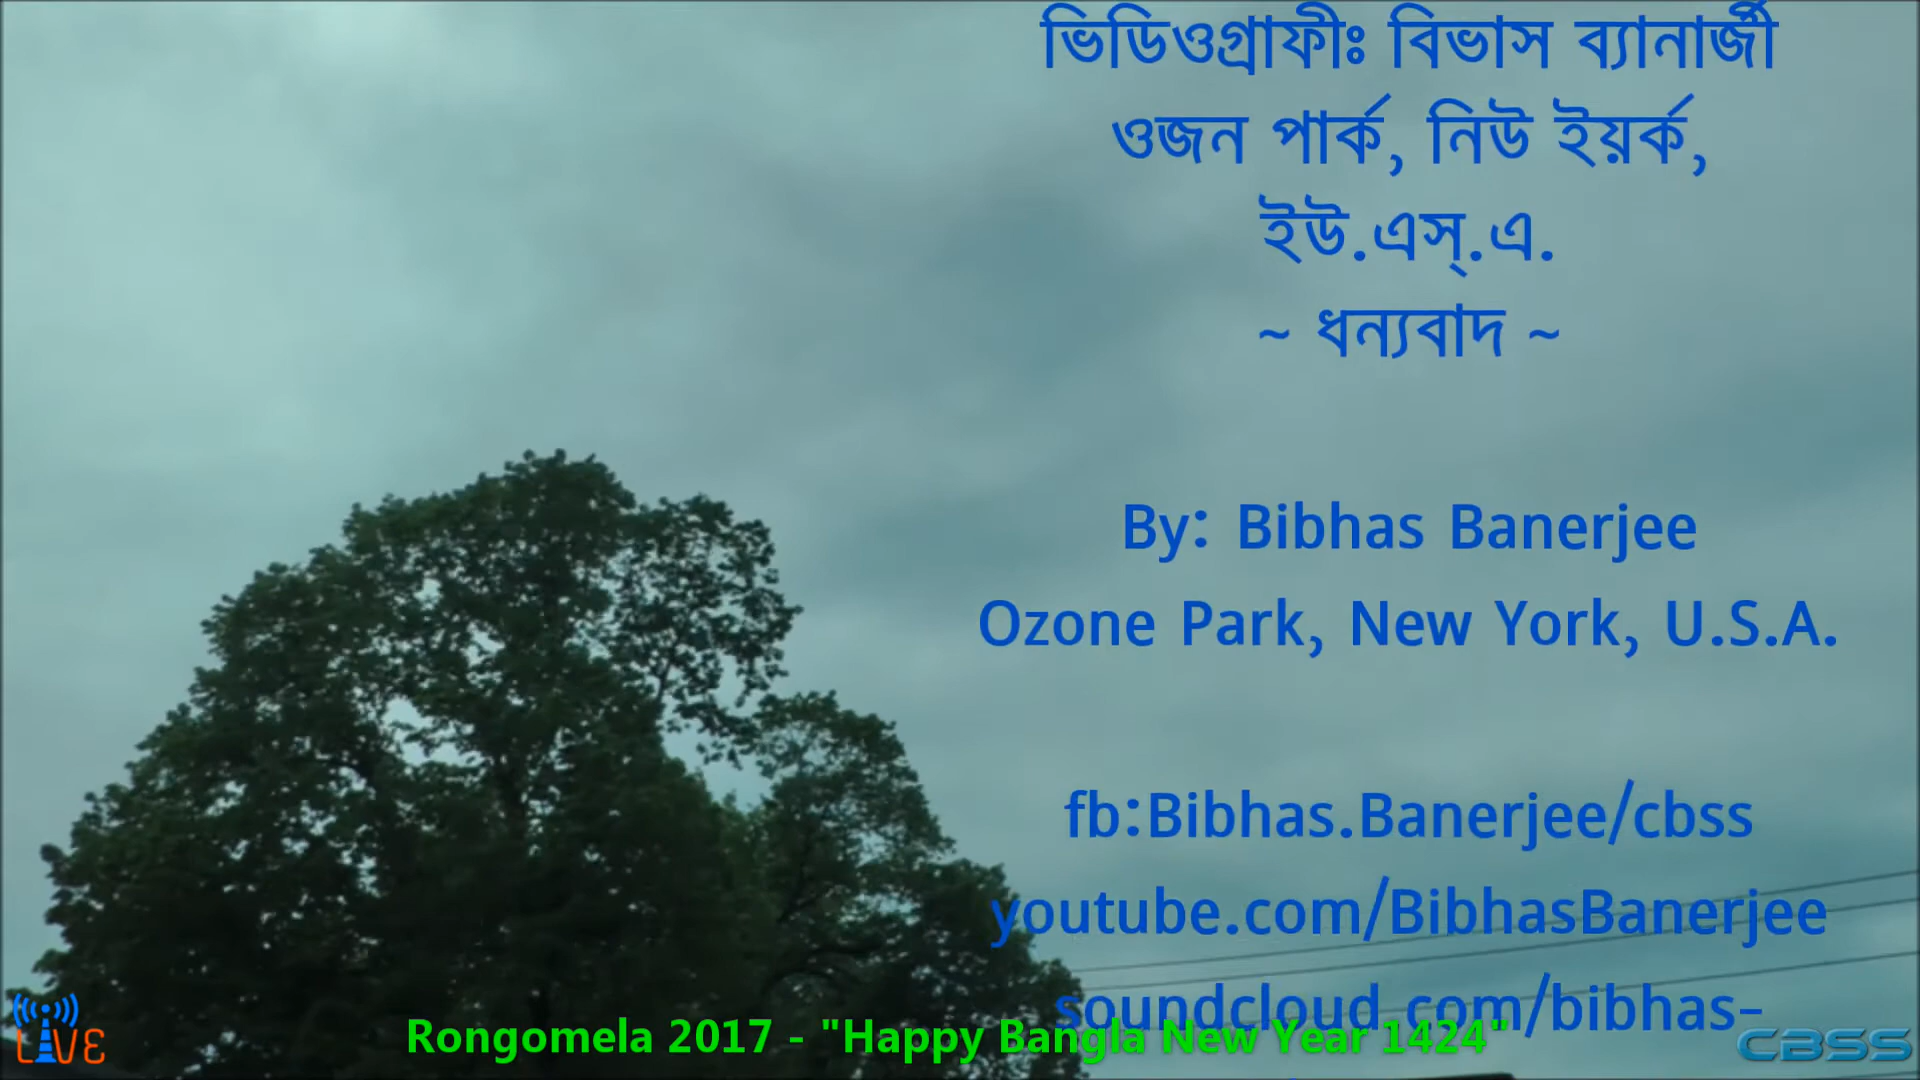 ভিডিওগ্রাফীঃ বিভাস ব্যানার্জী
ওজন পার্ক, নিউ ইয়র্ক,
ইউ.এস্.এ.
~ ধন্যবাদ ~
By: Bibhas Banerjee
Ozone Park, New York, U.S.A.
fb:Bibhas.Banerjee/cbss
youtube.com/BibhasBanerjee
soundcloud.com/bibhas-
Rongomela 2017 - "Happy Bangla New Year 1424"
LIVE
CBSS